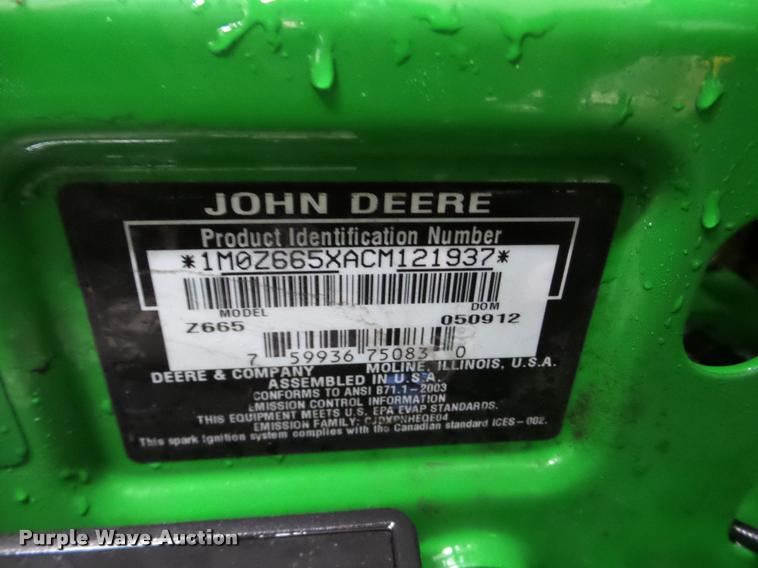 JOHN DEERE
Product Identification Number
*1M0Z665XACM121937*
MODEL DOM
Z665 050912
7 59936 75083 0
DEERE & COMPANY MOLINE, ILLINOIS, U.S.A.
ASSEMBLED IN U.S.A.
CONFORMS TO ANSI B71.1-2003
EMISSION CONTROL INFORMATION
THIS EQUIPMENT MEETS U.S. EPA EVAP STANDARDS.
EMISSION FAMILY:
This spark ignition system complies with the Canadian standard ICES-002.
Purple Wave Auction